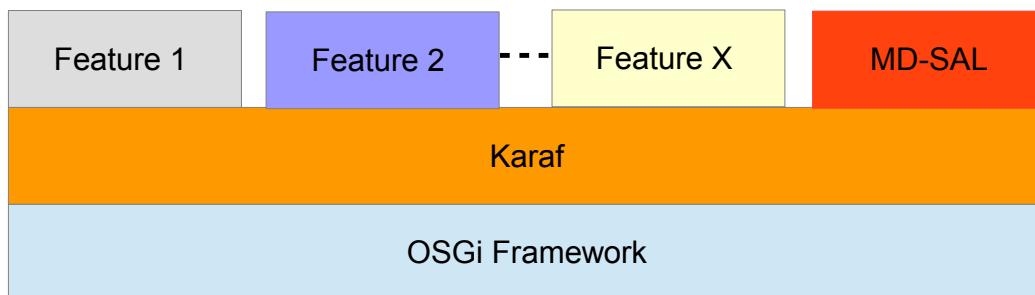 Feature 1
Feature 2
Feature X
MD-SAL
Karaf
OSGi Framework